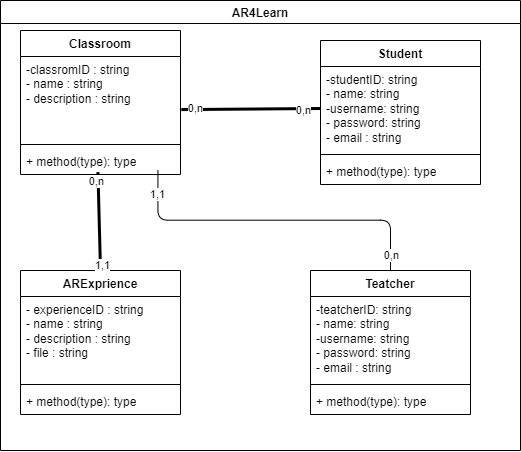 AR4Learn
Classroom
-classromID : string
- name : string
- description : string
+ method(type): type
Student
-studentID: string
- name: string
-username: string
- password: string
- email : string
+ method(type): type
0,n
0,n
0,n
1,1
1,1
0,n
ARExprience
- experienceID : string
- name : string
- description : string
- file : string
+ method(type): type
Teatcher
-teatcherID: string
- name: string
-username: string
- password: string
- email : string
+ method(type): type